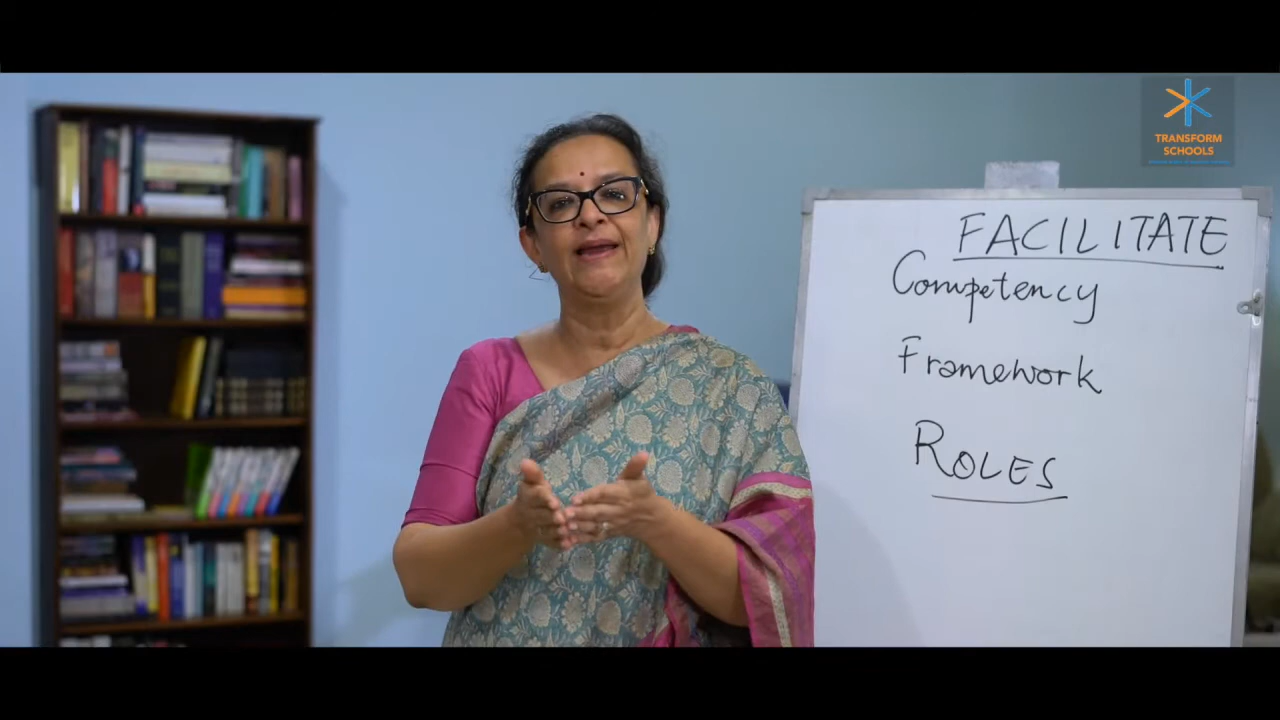 TRANSFORM
SCHOOLS
FACILITATE
Competency
Framework
ROLES